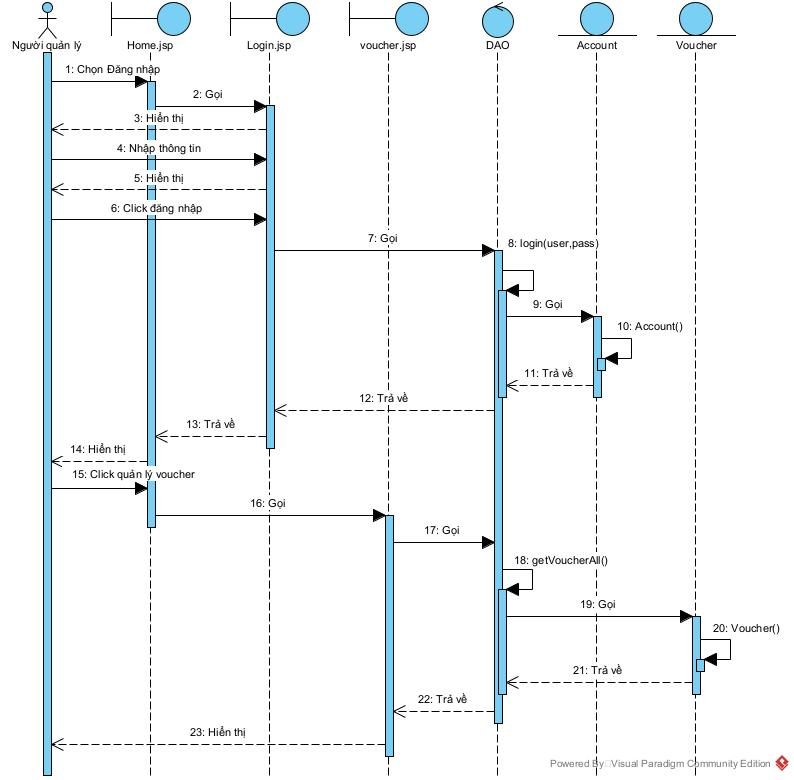 Người quản lý
Home.jsp
Login.jsp
voucher.jsp
DAO
Account
Voucher
1: Chọn Đăng nhập
2: Gọi
3: Hiển thị
4: Nhập thông tin
5: Hiển thị
6: Click đăng nhập
7: Gọi
8: login(user,pass)
9: Gọi
10: Account()
11: Trả về
12: Trả về
13: Trả về
14: Hiển thị
15: Click quản lý voucher
16: Gọi
17: Gọi
18: getVoucherAll()
19: Gọi
20: Voucher()
21: Trả về
22: Trả về
23: Hiển thị
Powered By Visual Paradigm Community Edition